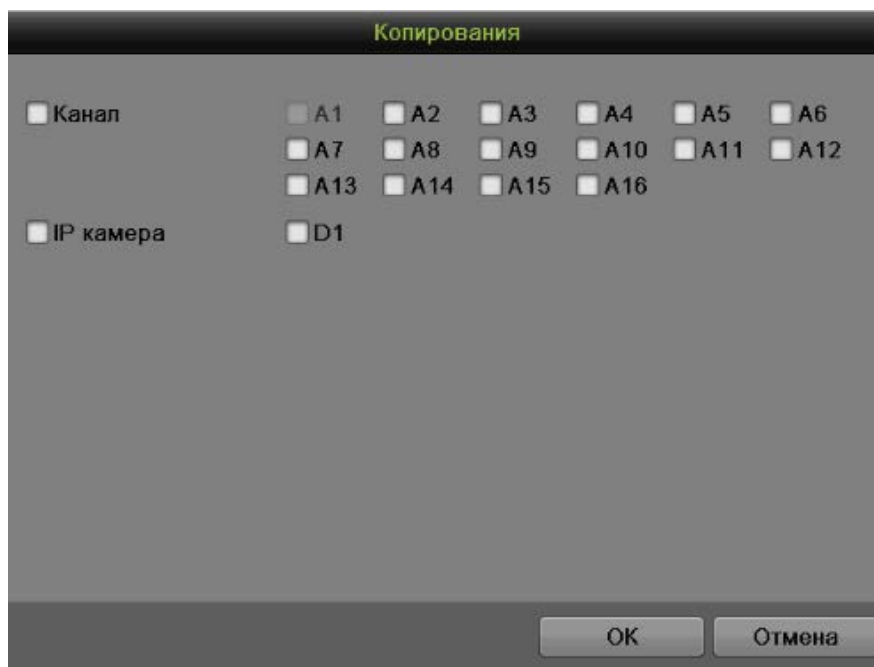 Копирования
Канал A1 A2 A3 A4 A5 A6
A7 A8 A9 A10 A11 A12
A13 A14 A15 A16
IP камера D1
OK Отмена